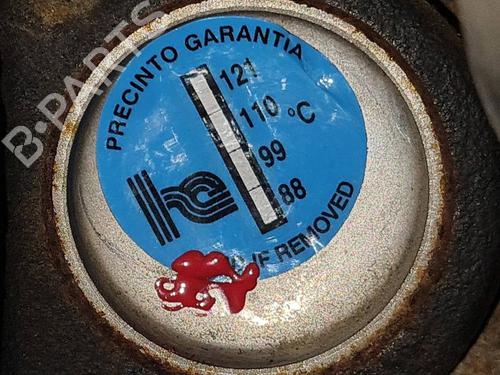 B-PARTS
PRECINTO GARANTIA
121
110 °C
99
88
IF REMOVED